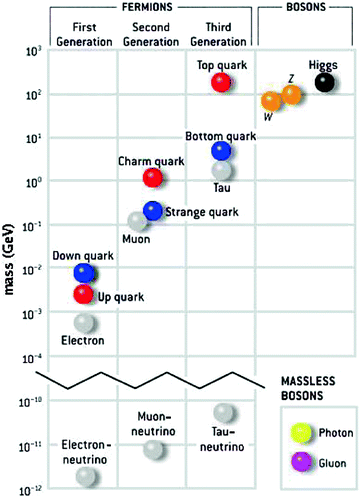 FERMIONS
BOSONS
First
Generation
Second
Generation
Third
Generation
10³
10²
10¹
10⁰
10⁻¹
10⁻²
10⁻³
10⁻⁴
10⁻¹⁰
10⁻¹¹
10⁻¹²
mass (GeV)
Top quark
Higgs
Z
W
Bottom quark
Charm quark
Tau
Strange quark
Muon
Down quark
Up quark
Electron
Muon-
neutrino
Tau-
neutrino
Electron-
neutrino
MASSLESS
BOSONS
Photon
Gluon